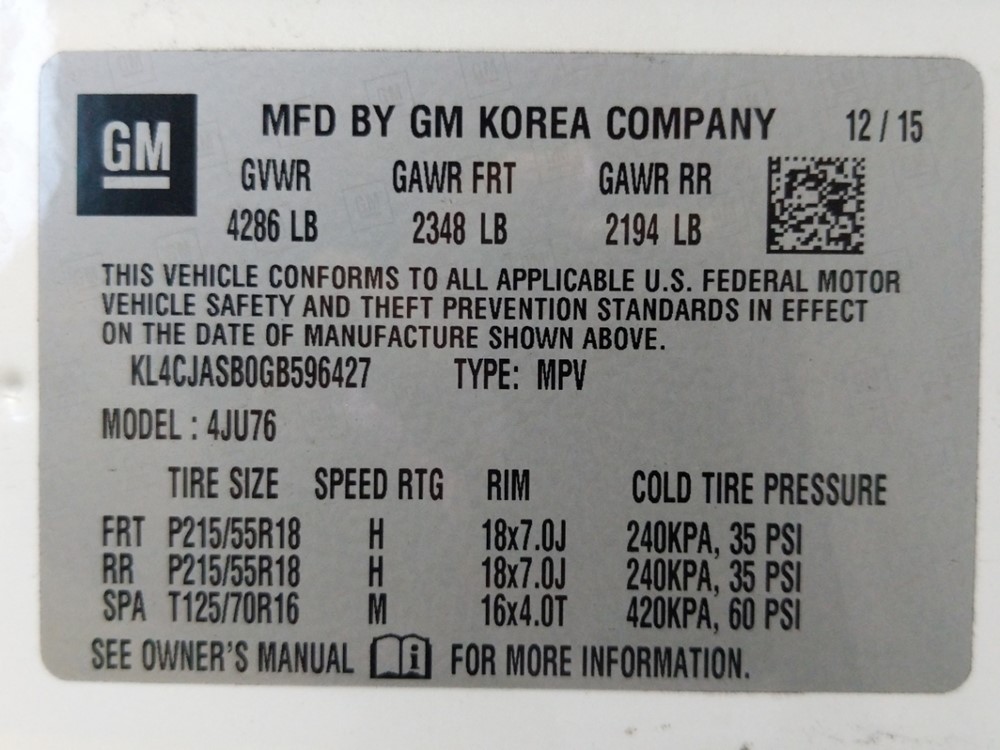 GM
MFD BY GM KOREA COMPANY 12 / 15
GVWR GAWR FRT GAWR RR
4286 LB 2348 LB 2194 LB
THIS VEHICLE CONFORMS TO ALL APPLICABLE U.S. FEDERAL MOTOR
VEHICLE SAFETY AND THEFT PREVENTION STANDARDS IN EFFECT
ON THE DATE OF MANUFACTURE SHOWN ABOVE.
KL4CJASB0GB596427 TYPE: MPV
MODEL : 4JU76
TIRE SIZE SPEED RTG RIM COLD TIRE PRESSURE
FRT P215/55R18 H 18x7.0J 240KPA, 35 PSI
RR P215/55R18 H 18x7.0J 240KPA, 35 PSI
SPA T125/70R16 M 16x4.0T 420KPA, 60 PSI
SEE OWNER'S MANUAL i FOR MORE INFORMATION.